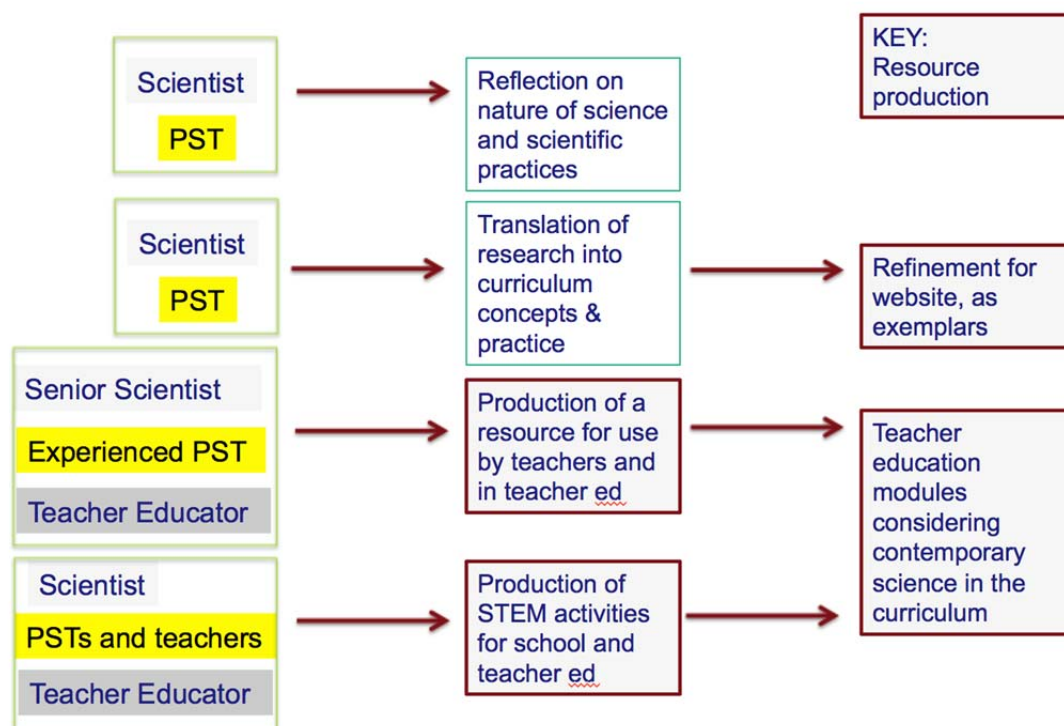 Scientist
PST
Reflection on
nature of science
and scientific
practices
KEY:
Resource
production
Scientist
PST
Translation of
research into
curriculum
concepts &
practice
Refinement for
website, as
exemplars
Senior Scientist
Experienced PST
Teacher Educator
Production of a
resource for use
by teachers and
in teacher ed
Teacher
education
modules
considering
contemporary
science in the
curriculum
Scientist
PSTs and teachers
Teacher Educator
Production of
STEM activities
for school and
teacher ed